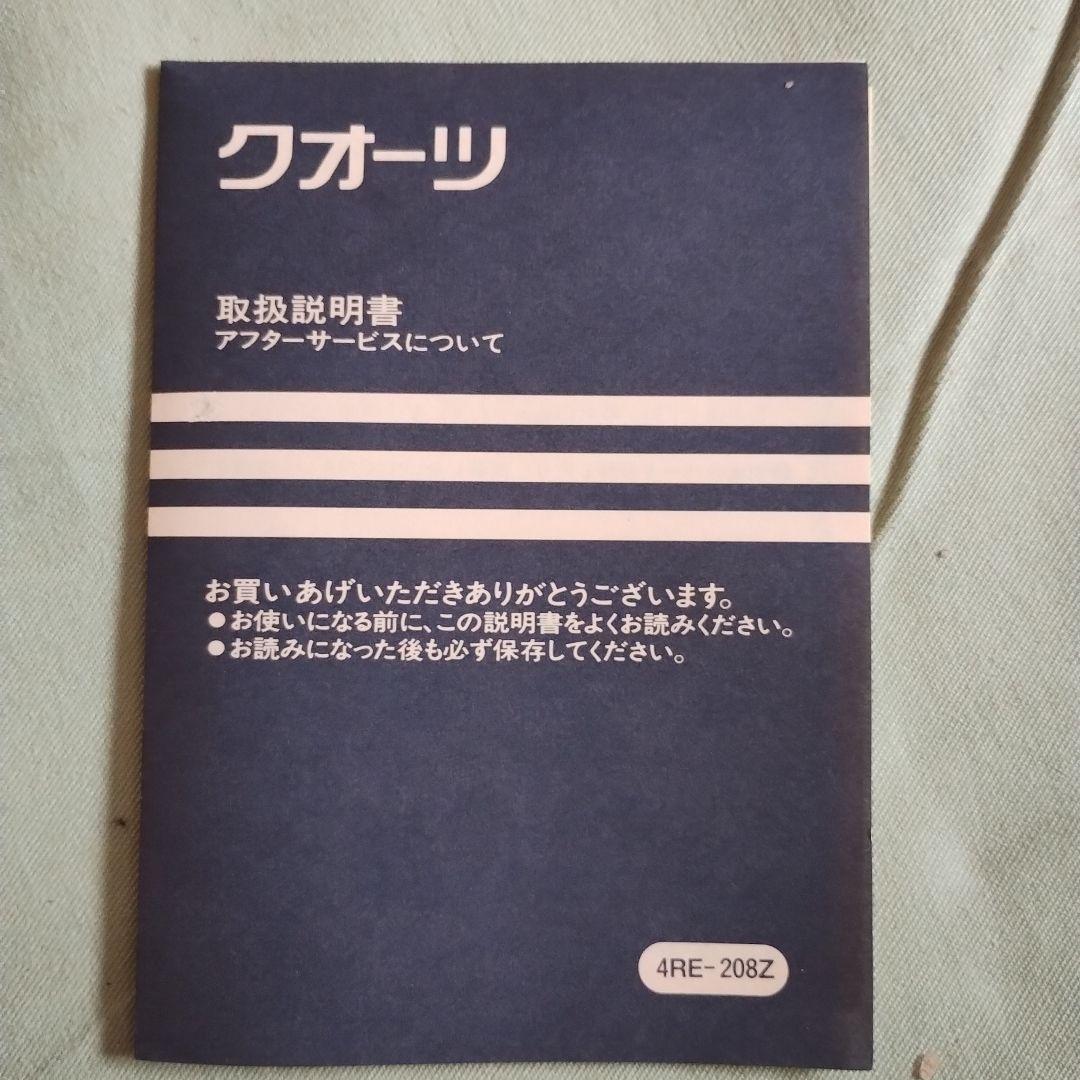 クオーツ
取扱説明書
アフターサービスについて
お買いあげいただきありがとうございます。
●お使いになる前に、この説明書をよくお読みください。
●お読みになった後も必ず保存してください。
4RE-208Z